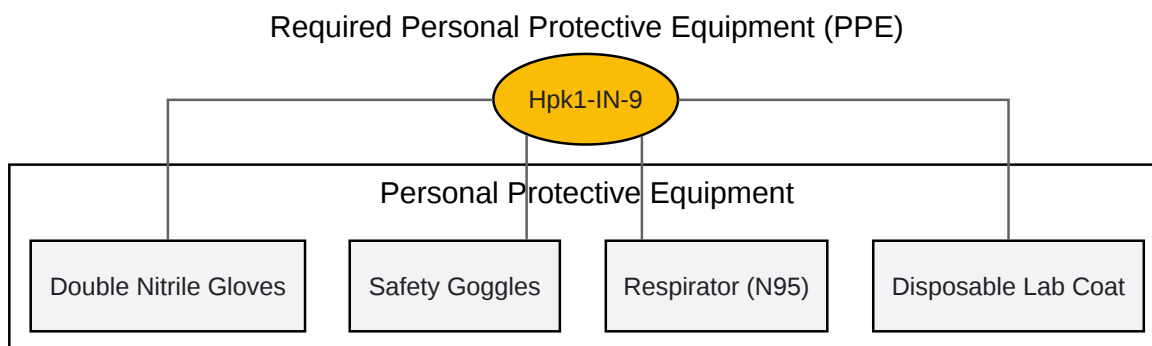 Required Personal Protective Equipment (PPE)
Hpk1-IN-9
Personal Protective Equipment
Double Nitrile Gloves
Safety Goggles
Respirator (N95)
Disposable Lab Coat